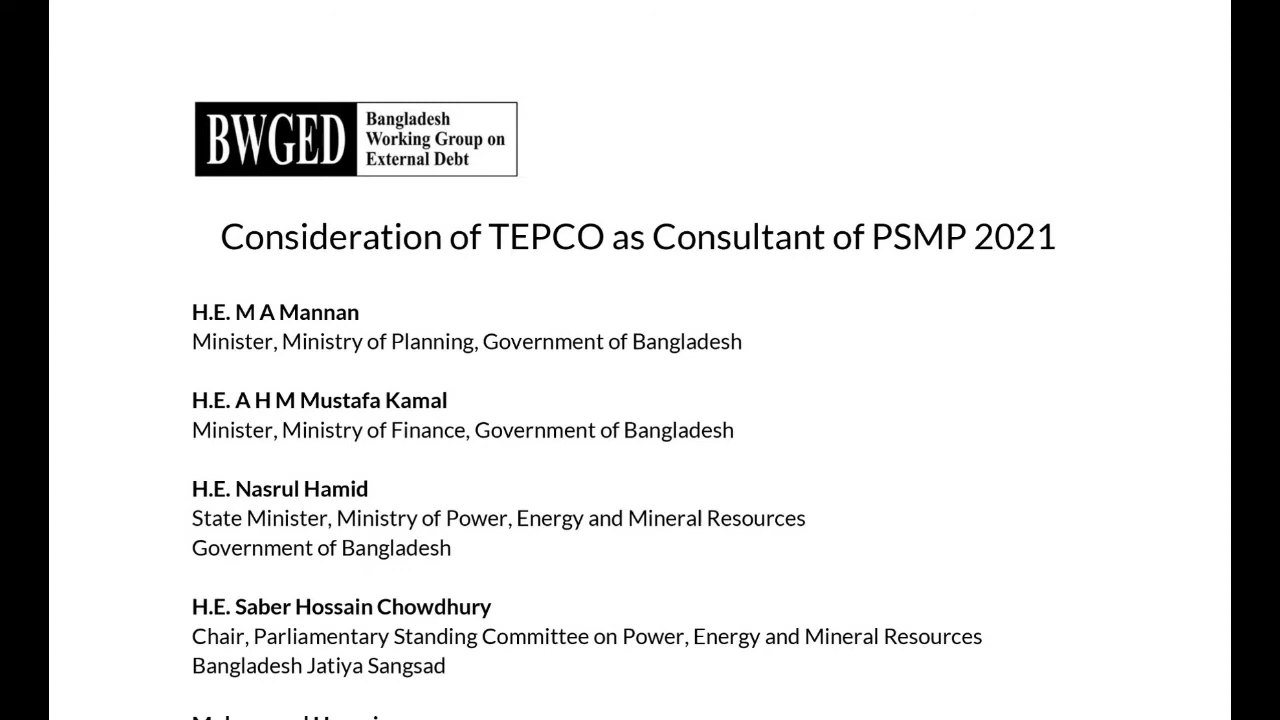 BWGED
Bangladesh
Working Group on
External Debt
Consideration of TEPCO as Consultant of PSMP 2021
H.E. M A Mannan
Minister, Ministry of Planning, Government of Bangladesh
H.E. A H M Mustafa Kamal
Minister, Ministry of Finance, Government of Bangladesh
H.E. Nasrul Hamid
State Minister, Ministry of Power, Energy and Mineral Resources
Government of Bangladesh
H.E. Saber Hossain Chowdhury
Chair, Parliamentary Standing Committee on Power, Energy and Mineral Resources
Bangladesh Jatiya Sangsad